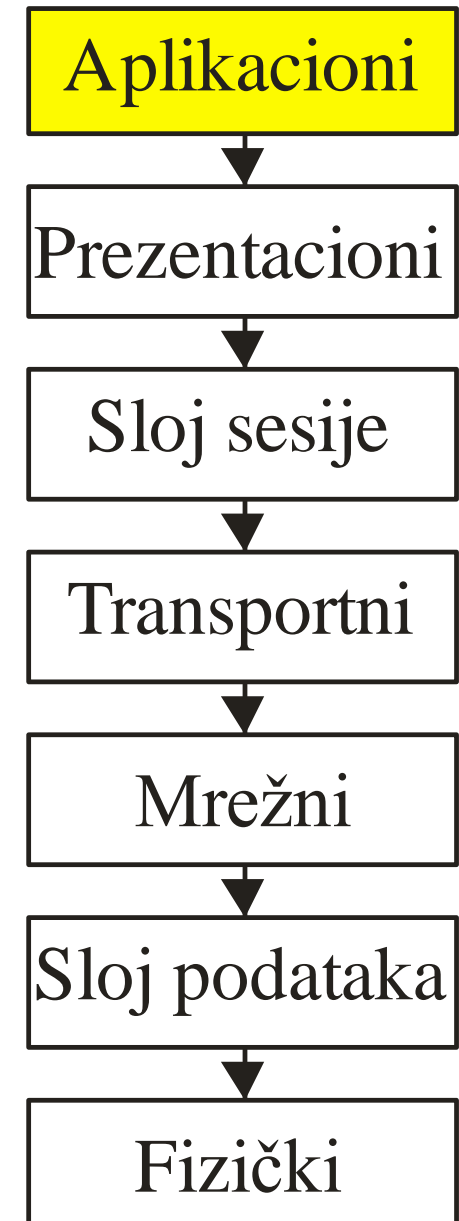 Aplikacioni
Prezentacioni
Sloj sesije
Transportni
Mrežni
Sloj podataka
Fizički